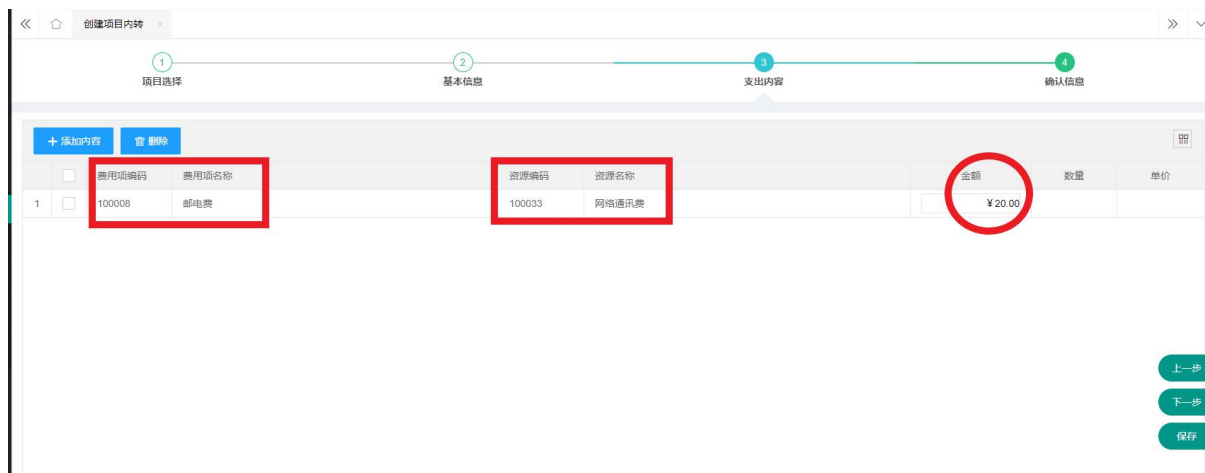 创建项目内转
1 2 3 4
项目选择 基本信息 支出内容 确认信息
添加内容 删除
费用项编码 费用项名称 资源编码 资源名称 金额 数量 单价
1 100008 邮电费 100033 网络通讯费 ¥20.00
上一步
下一步
保存